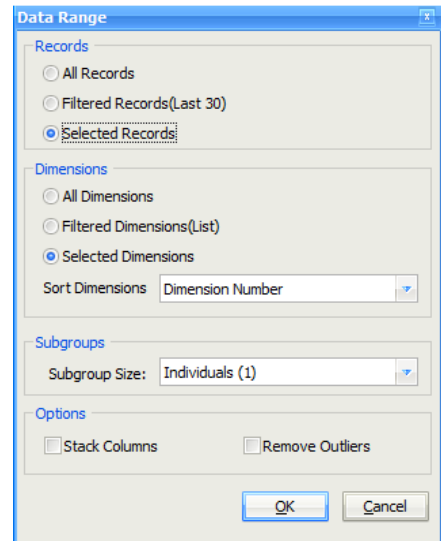 Data Range
x
Records
All Records
Filtered Records(Last 30)
Selected Records
Dimensions
All Dimensions
Filtered Dimensions(List)
Selected Dimensions
Sort Dimensions Dimension Number
Subgroups
Subgroup Size: Individuals (1)
Options
Stack Columns Remove Outliers
OK Cancel